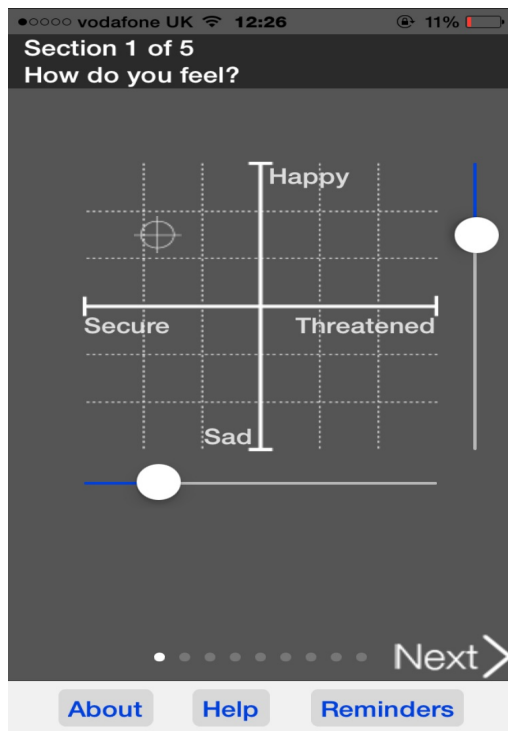 vodafone UK 12:26 11%
Section 1 of 5
How do you feel?
Happy
Secure Threatened
Sad
Next
About Help Reminders